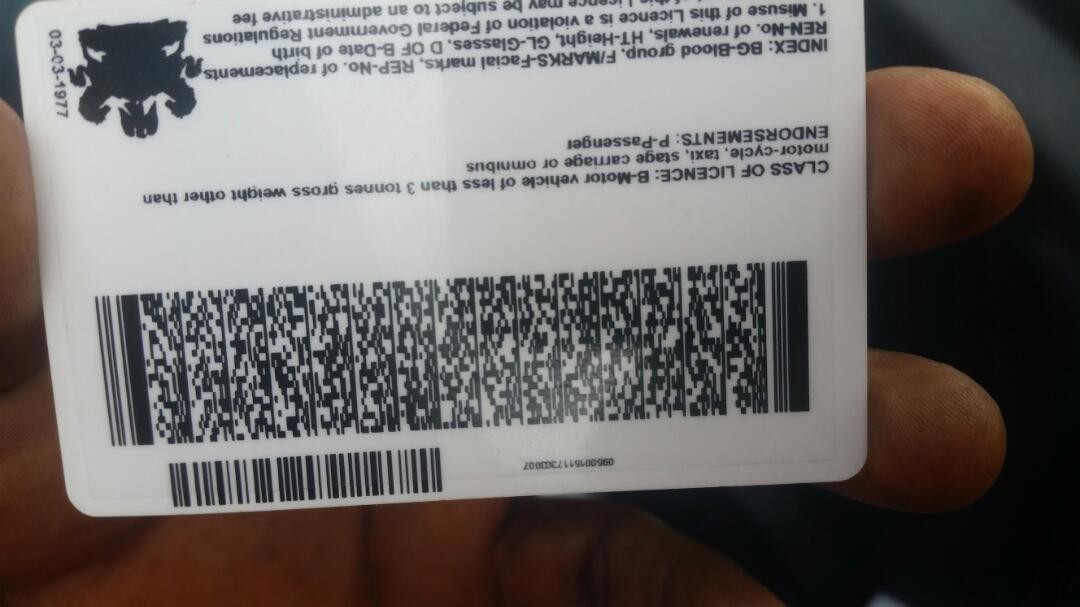 CLASS OF LICENCE: B-Motor vehicle of less than 3 tonnes gross weight other than
motor-cycle, taxi, stage carriage or omnibus
ENDORSEMENTS: P-Passenger
INDEX: BG-Blood group, F/MARKS-Facial marks, REP-No. of replacements
REN-No. of renewals, HT-Height, GL-Glasses, D OF B-Date of birth
1. Misuse of this Licence is a violation of Federal Government Regulations
this Licence may be subject to an administrative fee
03-03-1977